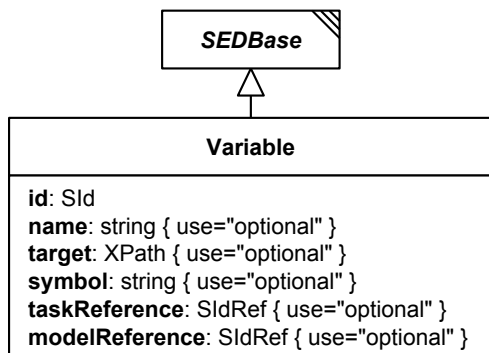 SEDBase
Variable
id: SId
name: string { use="optional" }
target: XPath { use="optional" }
symbol: string { use="optional" }
taskReference: SIdRef { use="optional" }
modelReference: SIdRef { use="optional" }